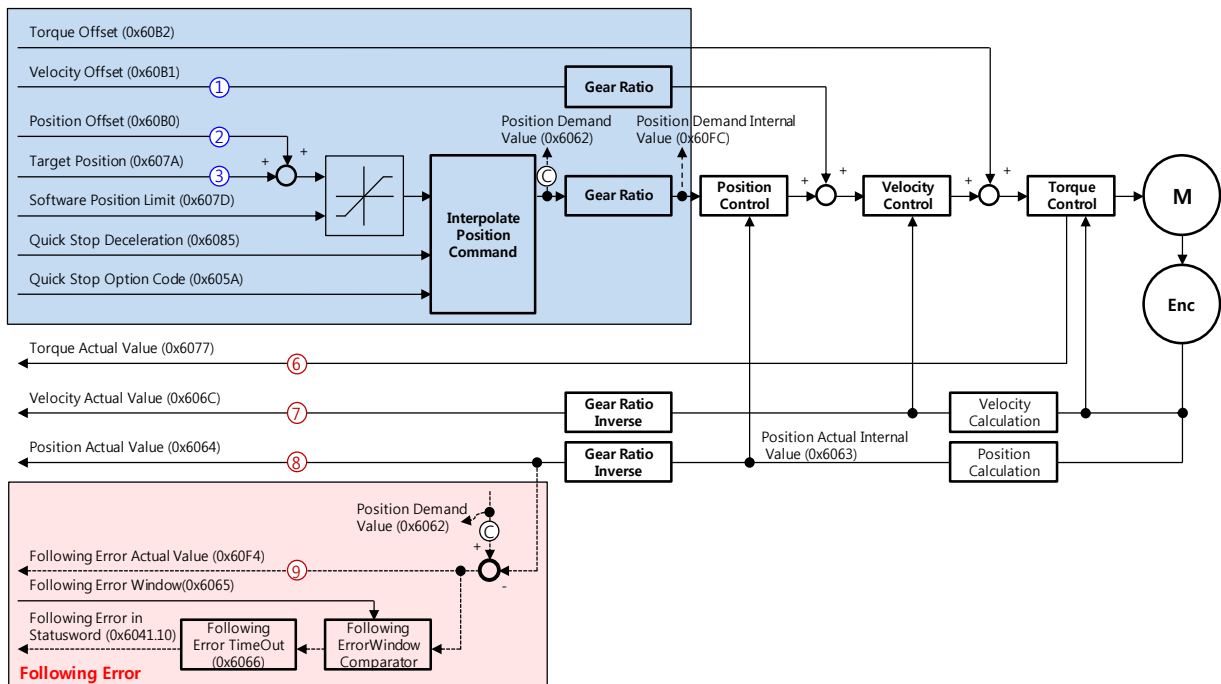 Torque Offset (0x60B2)
Velocity Offset (0x60B1)
1
Gear Ratio
Position Offset (0x60B0)
2
Position Demand
Value (0x6062)
Position Demand Internal
Value (0x60FC)
+
+
+
+
Target Position (0x607A)
3
+
+
C
Gear Ratio
Position
Control
Velocity
Control
Torque
Control
M
Software Position Limit (0x607D)
Interpolate
Position
Command
Quick Stop Deceleration (0x6085)
Quick Stop Option Code (0x605A)
Enc
Torque Actual Value (0x6077)
6
Velocity Actual Value (0x606C)
7
Gear Ratio
Inverse
Velocity
Calculation
Position Actual Value (0x6064)
8
Gear Ratio
Inverse
Position Actual Internal
Value (0x6063)
Position
Calculation
Position Demand
Value (0x6062)
C
+
-
Following Error Actual Value (0x60F4)
9
Following Error Window(0x6065)
Following Error in
Statusword (0x6041.10)
Following
Error TimeOut
(0x6066)
Following
ErrorWindow
Comparator
Following Error